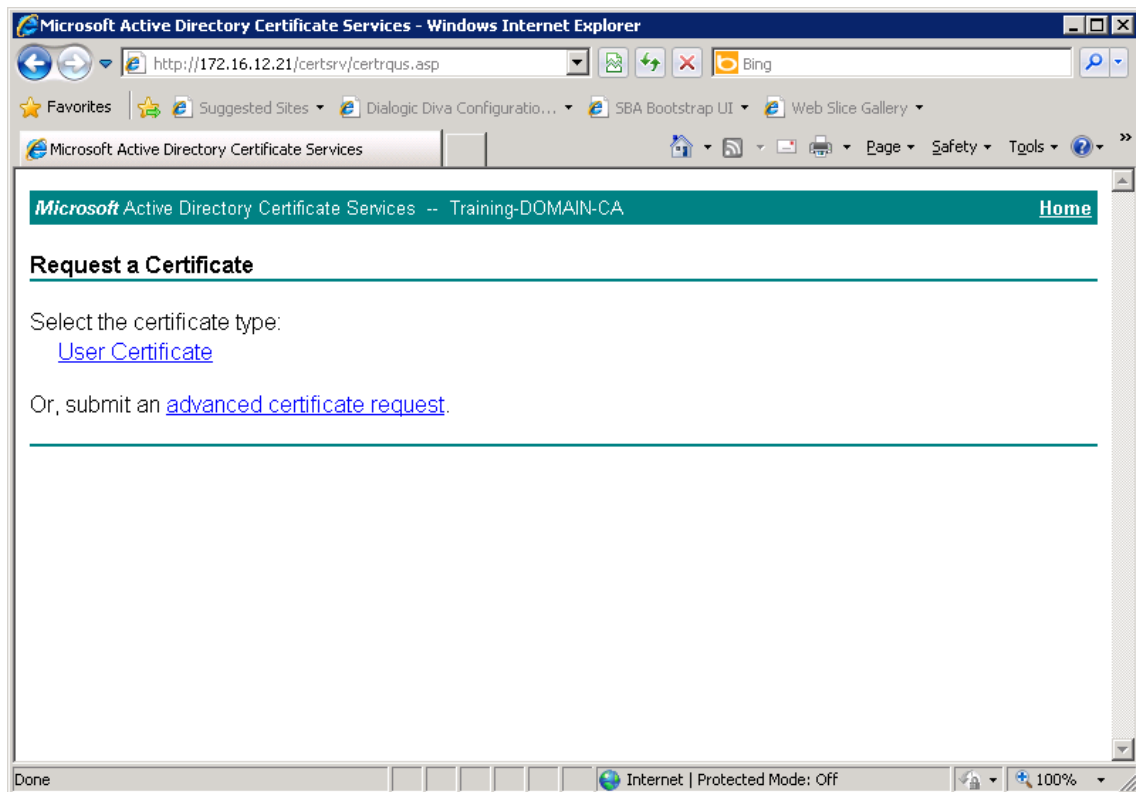 Microsoft Active Directory Certificate Services - Windows Internet Explorer
http://172.16.12.21/certsrv/certrqus.asp
Bing
Favorites
Suggested Sites
Dialogic Diva Configuratio...
SBA Bootstrap UI
Web Slice Gallery
Microsoft Active Directory Certificate Services
Page
Safety
Tools
Microsoft Active Directory Certificate Services -- Training-DOMAIN-CA
Home
Request a Certificate
Select the certificate type:
User Certificate
Or, submit an advanced certificate request.
Done
Internet | Protected Mode: Off
100%